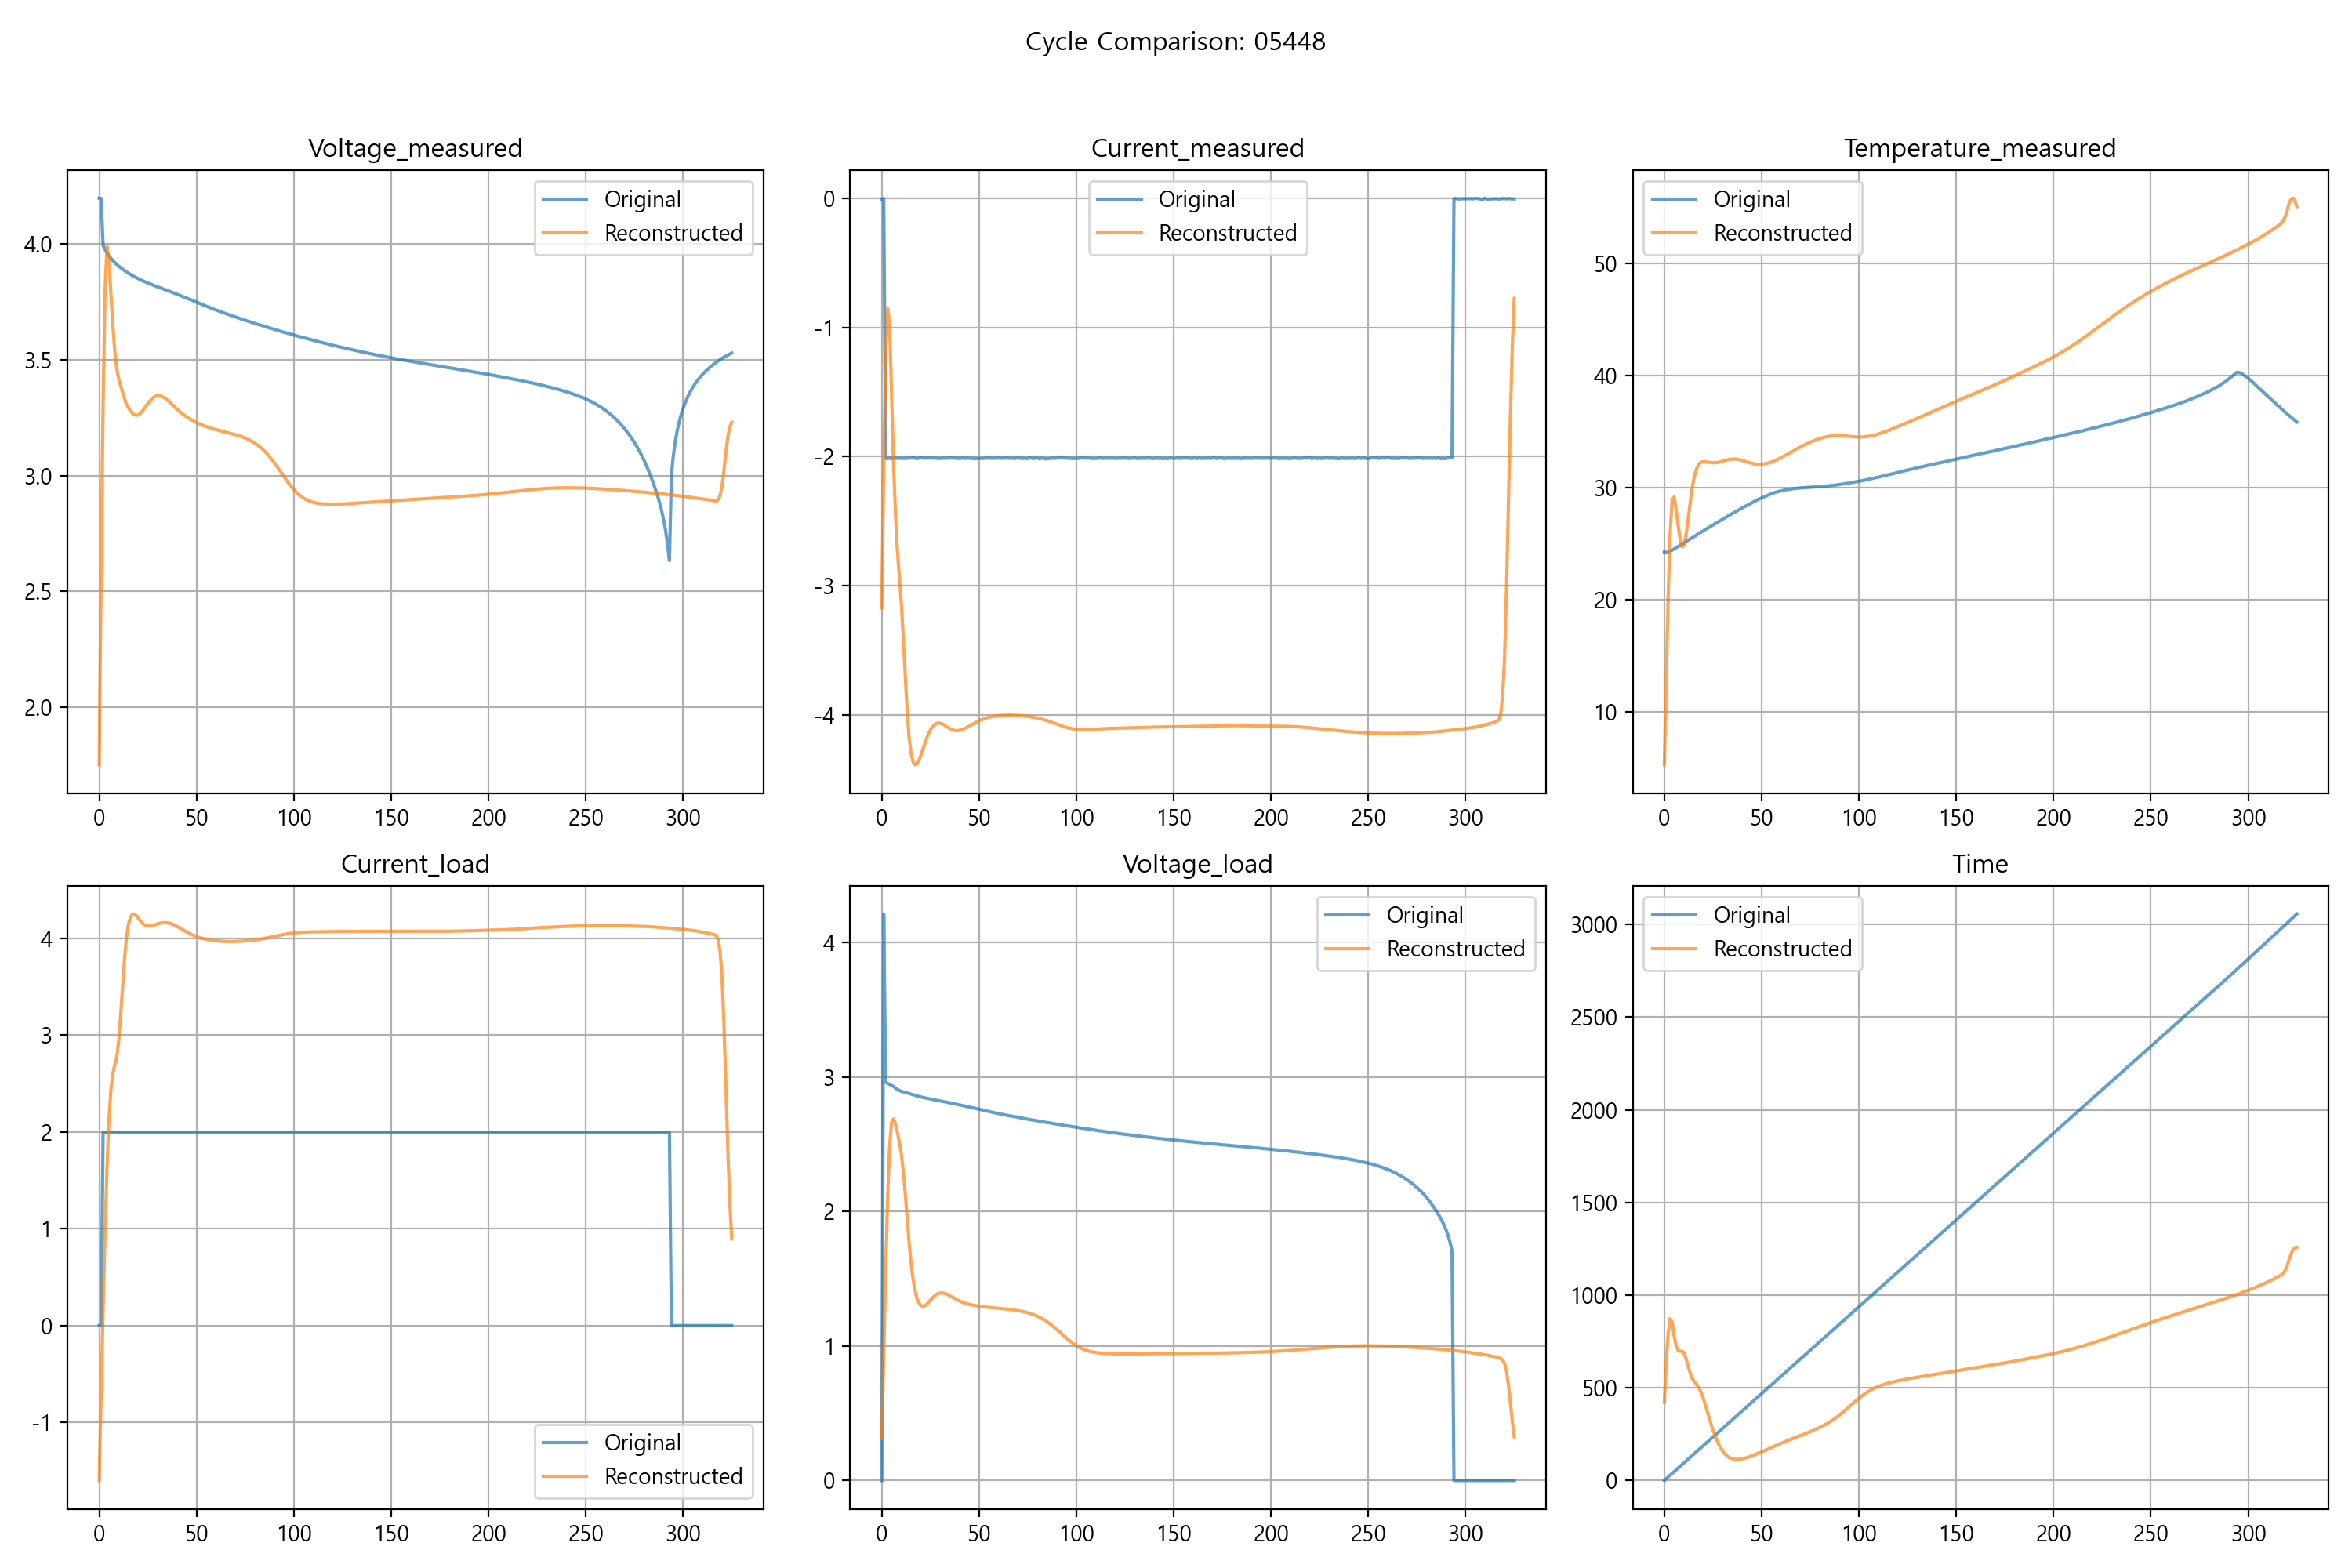 Cycle Comparison: 05448
Voltage_measured
Original
Reconstructed
4.0
3.5
3.0
2.5
2.0
0 50 100 150 200 250 300
Current_measured
Original
Reconstructed
0
-1
-2
-3
-4
0 50 100 150 200 250 300
Temperature_measured
Original
Reconstructed
50
40
30
20
10
0 50 100 150 200 250 300
Current_load
4
3
2
1
0
-1
Original
Reconstructed
0 50 100 150 200 250 300
Voltage_load
Original
Reconstructed
4
3
2
1
0
0 50 100 150 200 250 300
Time
Original
Reconstructed
3000
2500
2000
1500
1000
500
0
0 50 100 150 200 250 300